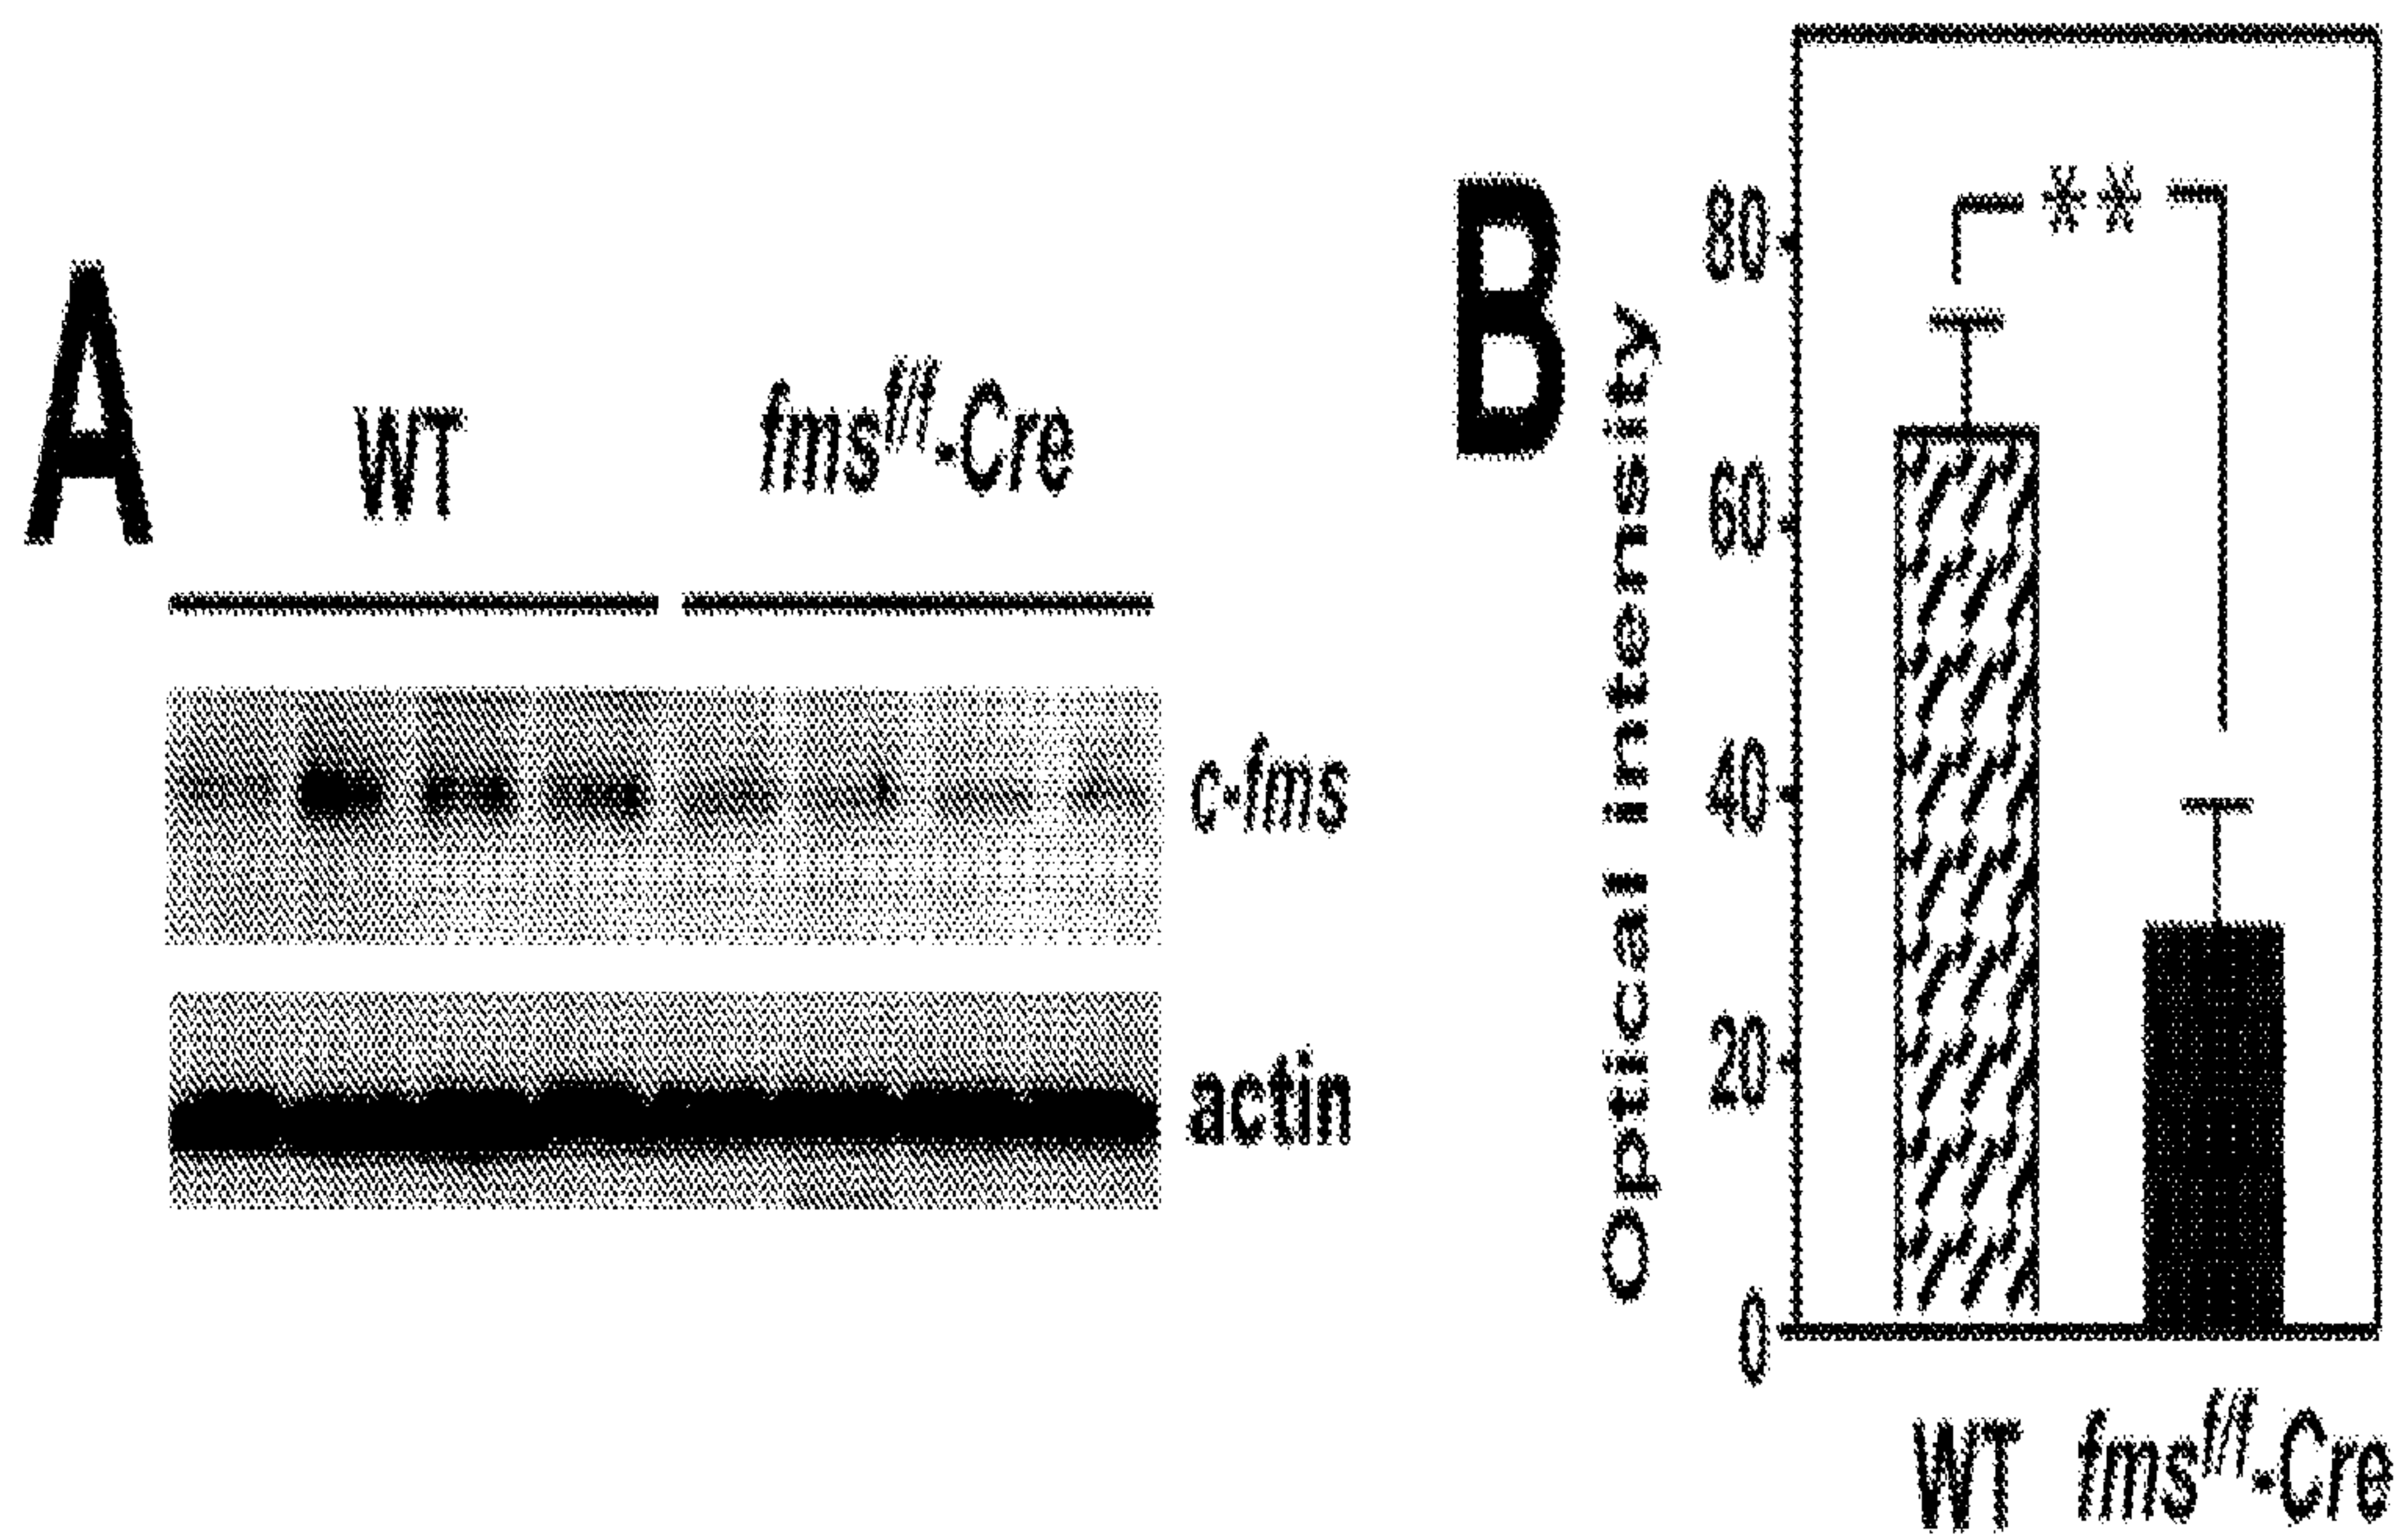 A
WT fms^f/f-Cre
c-fms
actin
B
Optical intensity
80
**
60
40
20
0
WT fms^f/f-Cre